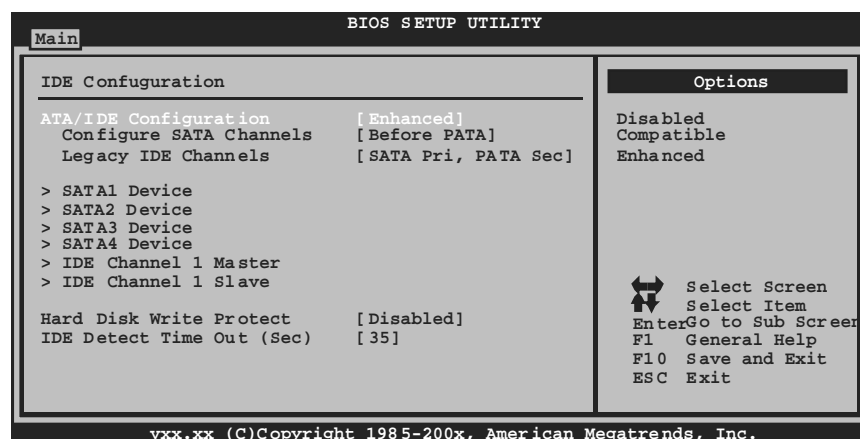 BIOS SETUP UTILITY
Main
IDE Confuguration
ATA/IDE Configuration [Enhanced]
Configure SATA Channels [Before PATA]
Legacy IDE Channels [SATA Pri, PATA Sec]
> SATA1 Device
> SATA2 Device
> SATA3 Device
> SATA4 Device
> IDE Channel 1 Master
> IDE Channel 1 Slave
Hard Disk Write Protect [Disabled]
IDE Detect Time Out (Sec) [35]
Options
Disabled
Compatible
Enhanced
Select Screen
Select Item
Enter Go to Sub Screen
F1 General Help
F10 Save and Exit
ESC Exit
vxx.xx (C)Copyright 1985-200x, American Megatrends, Inc.